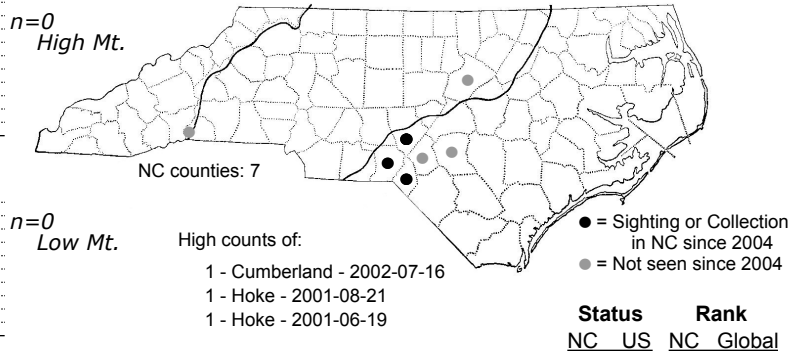 n=0
High Mt.
NC counties: 7
n=0
Low Mt.
High counts of:
1 - Cumberland - 2002-07-16
1 - Hoke - 2001-08-21
1 - Hoke - 2001-06-19
● = Sighting or Collection
in NC since 2004
● = Not seen since 2004
Status Rank
NC US NC Global